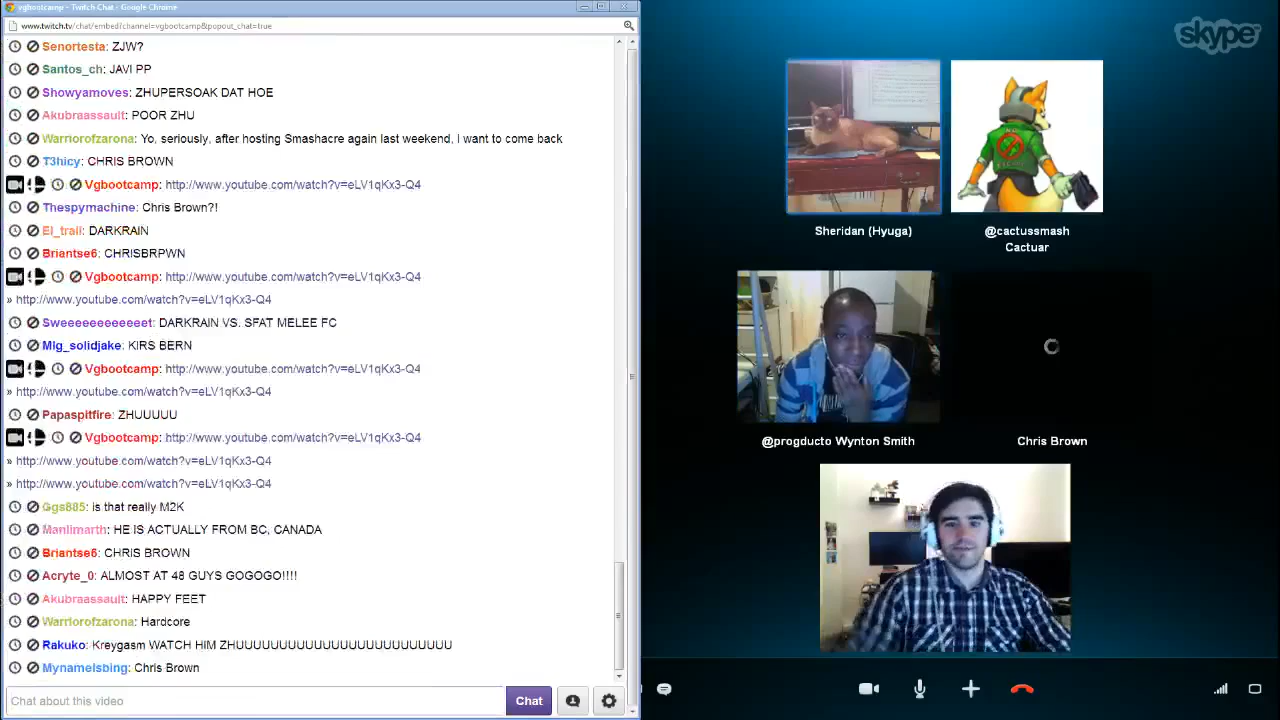 vgbootcamp - Twitch Chat - Google Chrome
www.twitch.tv/chat/embed?channel=vgbootcamp&popout_chat=true
Senortesta: ZJW?
Santos_ch: JAVI PP
Showyamoves: ZHUPERSOAK DAT HOE
Akubraassault: POOR ZHU
Warriorofzarona: Yo, seriously, after hosting Smashacre again last weekend, I want to come back
T3hicy: CHRIS BROWN
Vgbootcamp: http://www.youtube.com/watch?v=eLV1qKx3-Q4
Thespymachine: Chris Brown?!
El_trail: DARKRAIN
Briantse6: CHRISBRPWN
Vgbootcamp: http://www.youtube.com/watch?v=eLV1qKx3-Q4
» http://www.youtube.com/watch?v=eLV1qKx3-Q4
Sweeeeeeeeeeeet: DARKRAIN VS. SFAT MELEE FC
Mlg_solidjake: KIRS BERN
Vgbootcamp: http://www.youtube.com/watch?v=eLV1qKx3-Q4
» http://www.youtube.com/watch?v=eLV1qKx3-Q4
Papaspitfire: ZHUUUUU
Vgbootcamp: http://www.youtube.com/watch?v=eLV1qKx3-Q4
» http://www.youtube.com/watch?v=eLV1qKx3-Q4
» http://www.youtube.com/watch?v=eLV1qKx3-Q4
Ggs885: is that really M2K
Manlimarth: HE IS ACTUALLY FROM BC, CANADA
Briantse6: CHRIS BROWN
Acryte_0: ALMOST AT 48 GUYS GOGOGO!!!!
Akubraassault: HAPPY FEET
Warriorofzarona: Hardcore
Rakuko: Kreygasm WATCH HIM ZHUUUUUUUUUUUUUUUUUUUUUUUUU
Mynameisbing: Chris Brown
Chat about this video
Chat
skype
Sheridan (Hyuga)
@cactussmash
Cactuar
@progducto Wynton Smith
Chris Brown